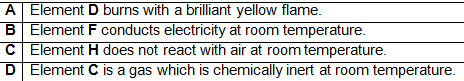 A Element D burns with a brilliant yellow flame.
B Element F conducts electricity at room temperature.
C Element H does not react with air at room temperature.
D Element C is a gas which is chemically inert at room temperature.